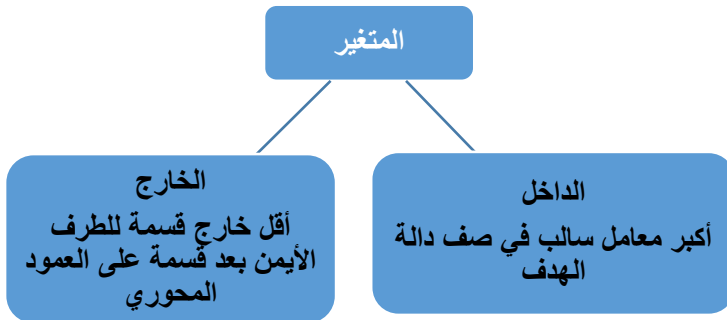 المتغير
الداخل
أكبر معامل سالب في صف دالة
الهدف
الخارج
أقل خارج قسمة للطرف
الأيمن بعد قسمة على العمود
المحوري